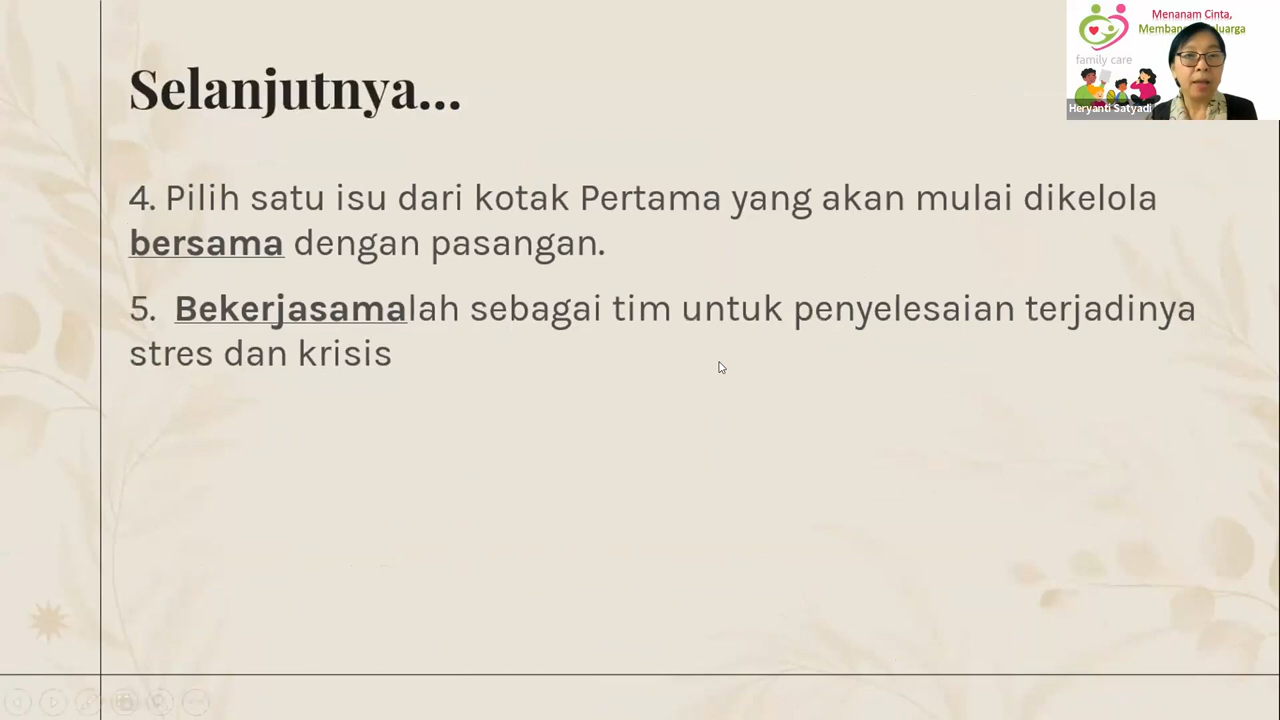 Selanjutnya...
4. Pilih satu isu dari kotak Pertama yang akan mulai dikelola
bersama dengan pasangan.
5. Bekerjasamalah sebagai tim untuk penyelesaian terjadinya
stres dan krisis
Menanam Cinta,
family care
Heryanti Satyadi